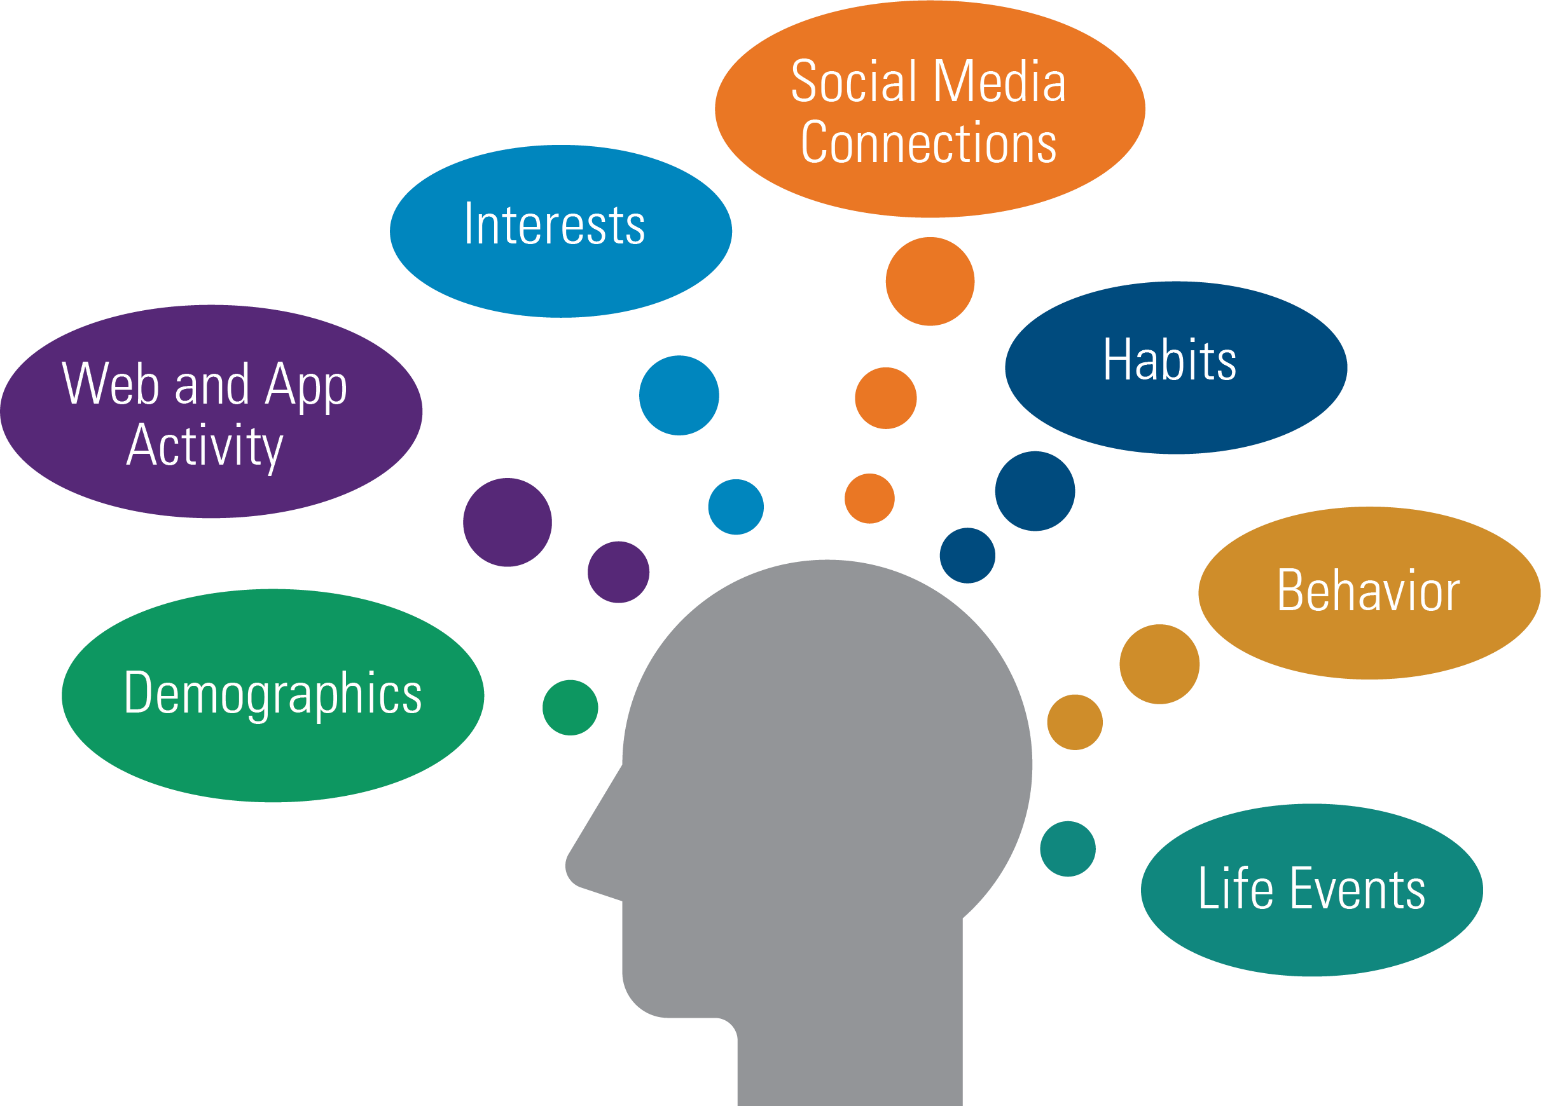 Social Media
Connections
Interests
Habits
Web and App
Activity
Behavior
Demographics
Life Events